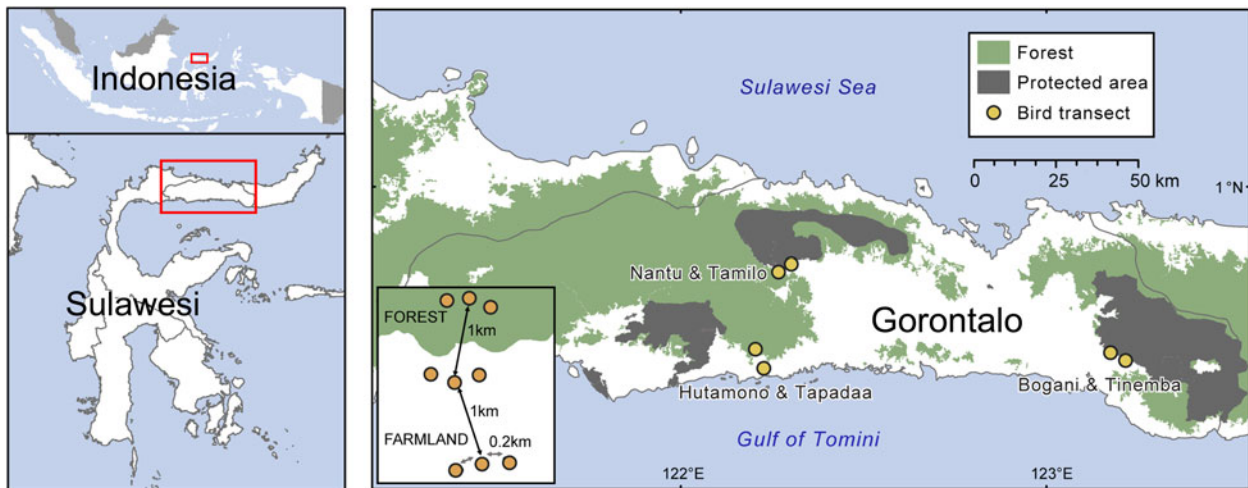 Indonesia
Sulawesi
Sulawesi Sea
Forest
Protected area
Bird transect
0 25 50 km
1°N
Nantu & Tamilo
Gorontalo
Hutamono & Tapadaa
Bogani & Tinemba
Gulf of Tomini
122°E
123°E
FOREST
1km
1km
FARMLAND
0.2km